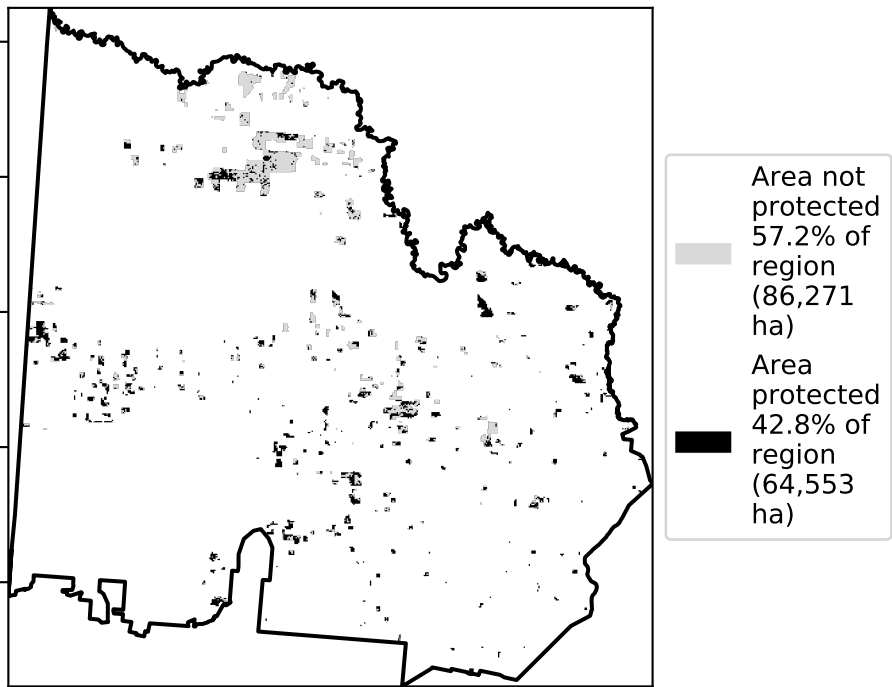 Area not
protected
57.2% of
region
(86,271
ha)
Area
protected
42.8% of
region
(64,553
ha)